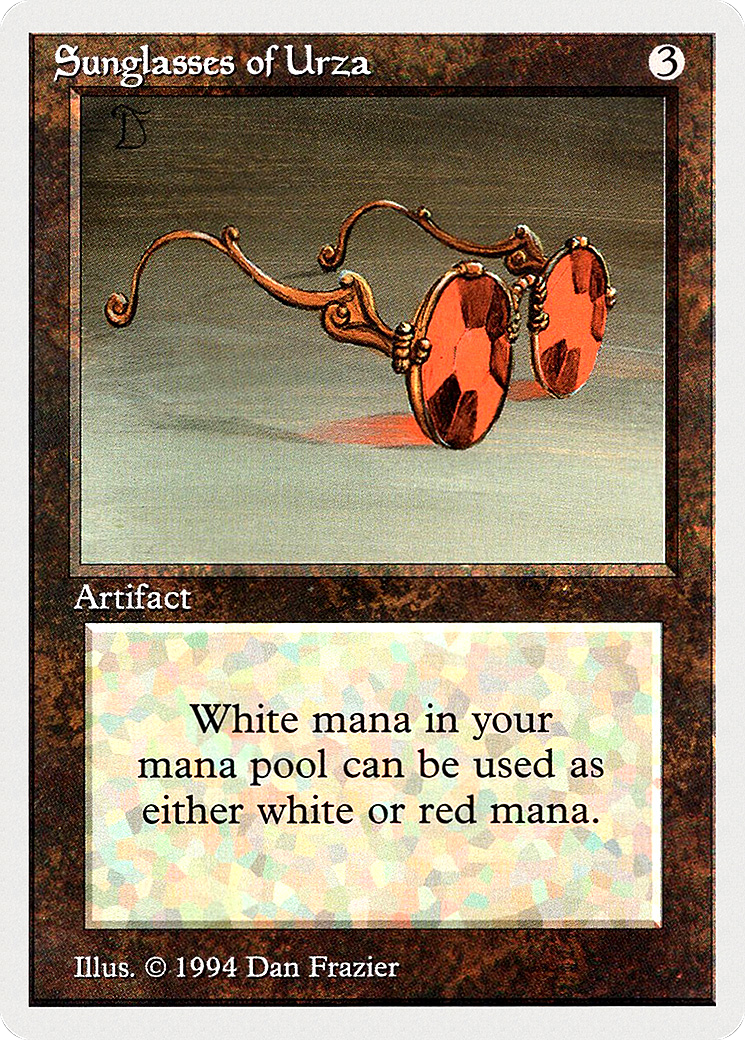 Sunglasses of Urza
3
D
Artifact
White mana in your
mana pool can be used as
either white or red mana.
Illus. © 1994 Dan Frazier